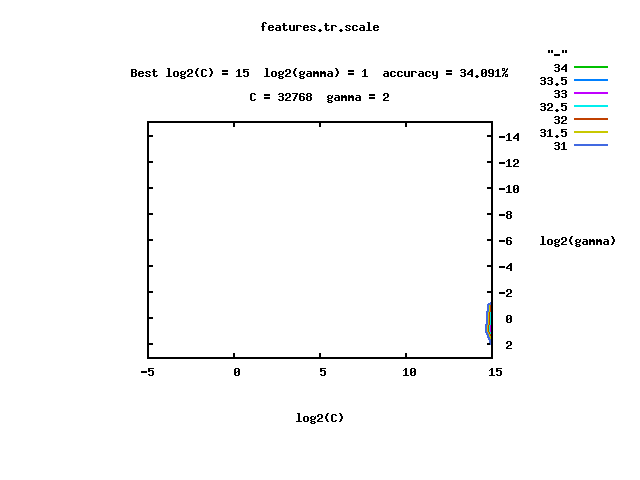 features.tr.scale
Best log2(C) = 15  log2(gamma) = 1  accuracy = 34.091%
C = 32768  gamma = 2
"-"
34
33.5
33
32.5
32
31.5
31
-14
-12
-10
-8
-6
-4
-2
0
2
log2(gamma)
-5 0 5 10 15
log2(C)